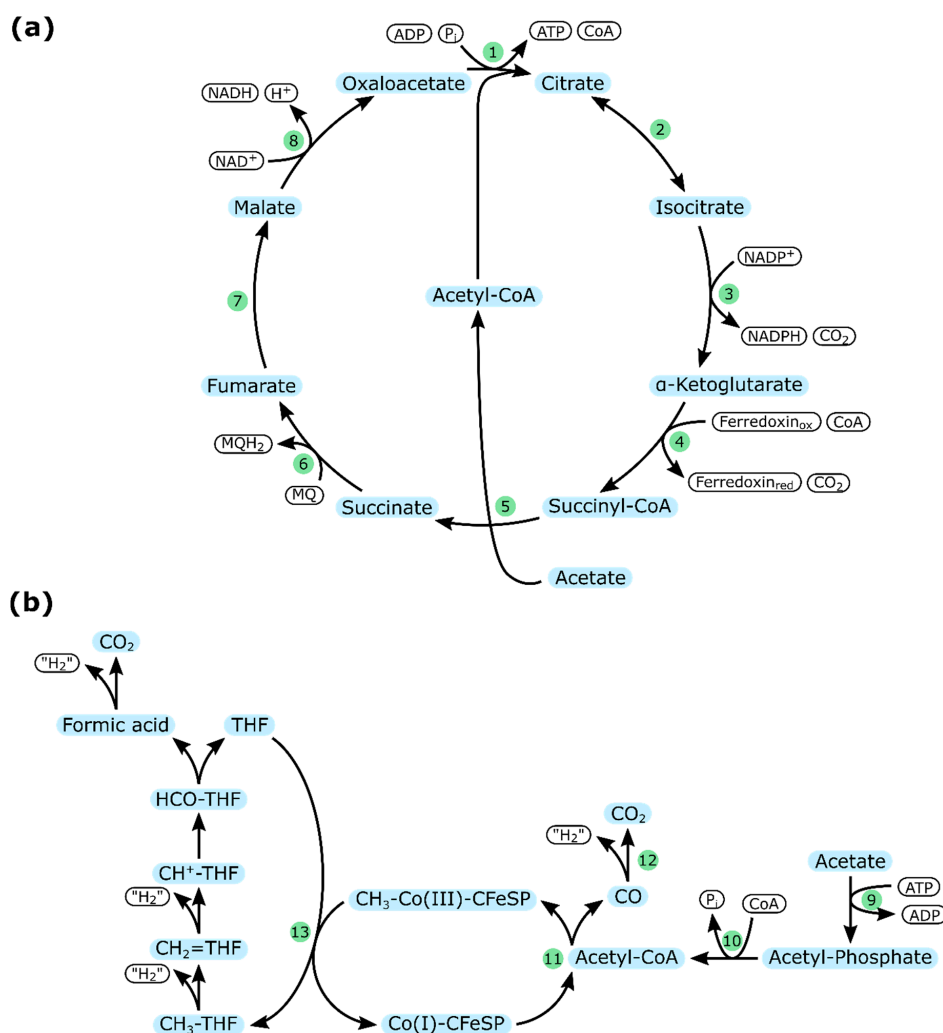 (a)
ADP Pi ATP CoA
1
Oxaloacetate Citrate
NADH H+
8 2
NAD+
Malate Isocitrate
NADP+
Acetyl-CoA 3
7
NADPH CO2
Fumarate α-Ketoglutarate
Ferredoxinox CoA
MQH2 4
6
Ferredoxinred CO2
MQ
Succinate 5 Succinyl-CoA
Acetate
(b)
CO2
"H2"
Formic acid THF
HCO-THF
CO2
"H2" 12 Acetate
CH+-THF ATP
"H2" CH3-Co(III)-CFeSP CO Pi CoA 9
ADP
13 10
CH2=THF 11 Acetyl-CoA Acetyl-Phosphate
"H2"
CH3-THF Co(I)-CFeSP